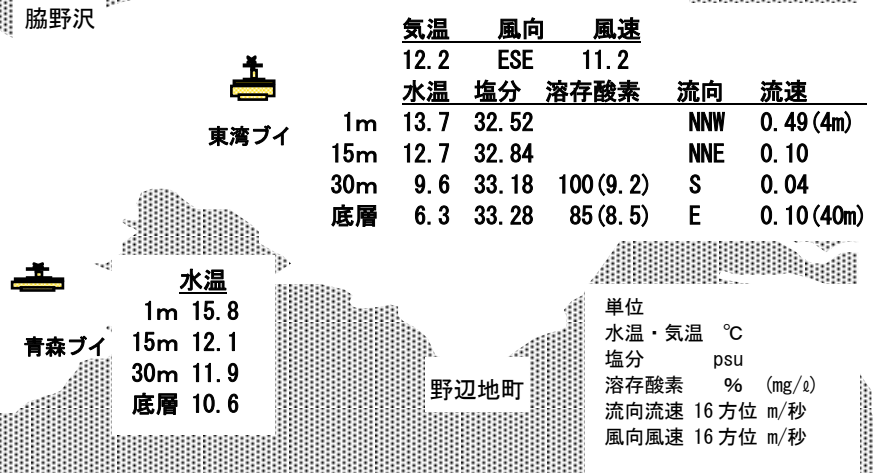 脇野沢
気温 風向 風速
12.2 ESE 11.2
水温 塩分 溶存酸素 流向 流速
東湾ブイ
1m 13.7 32.52 NNW 0.49(4m)
15m 12.7 32.84 NNE 0.10
30m 9.6 33.18 100(9.2) S 0.04
底層 6.3 33.28 85(8.5) E 0.10(40m)
青森ブイ
水温
1m 15.8
15m 12.1
30m 11.9
底層 10.6
野辺地町
単位
水温・気温 ℃
塩分 psu
溶存酸素 % (mg/ℓ)
流向流速 16方位 m/秒
風向風速 16方位 m/秒